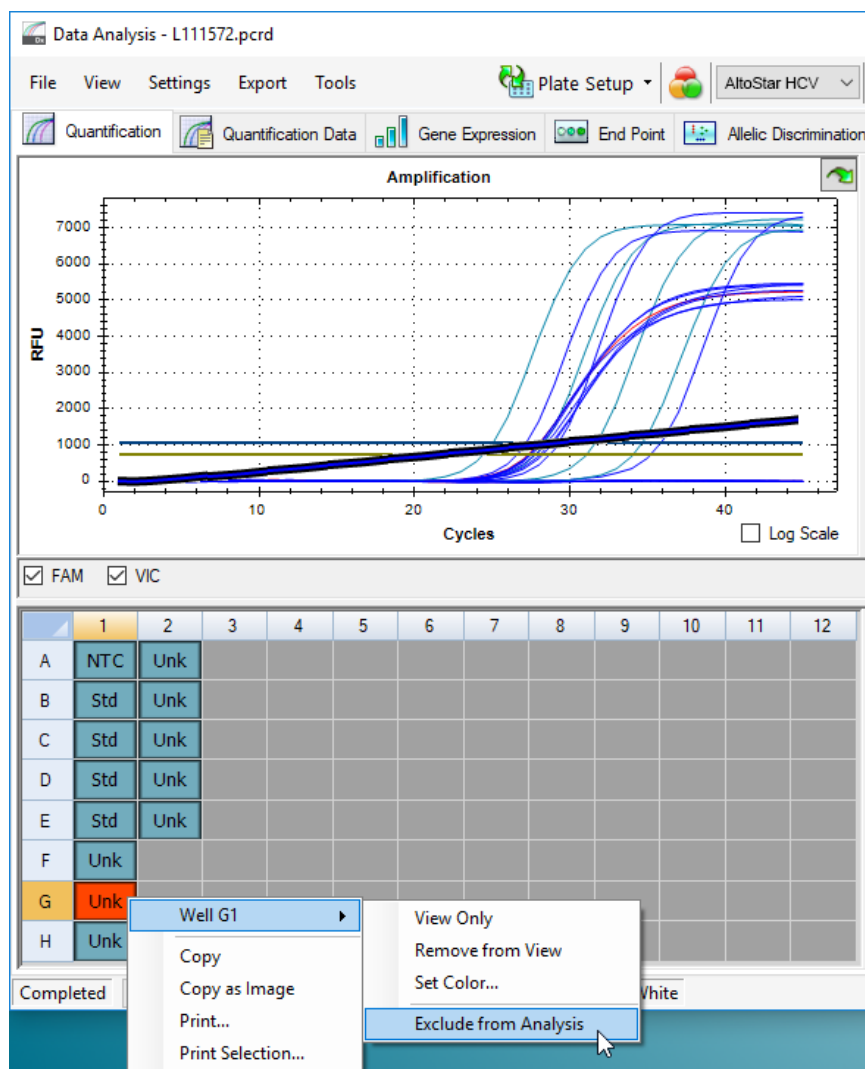 Data Analysis - L111572.pcrd
File View Settings Export Tools Plate Setup AltoStar HCV
Quantification Quantification Data Gene Expression End Point Allelic Discrimination
Amplification
7000
6000
5000
4000
3000
2000
1000
0
RFU
0 10 20 30 40
Cycles
Log Scale
FAM VIC
1 2 3 4 5 6 7 8 9 10 11 12
A NTC Unk
B Std Unk
C Std Unk
D Std Unk
E Std Unk
F Unk
G Unk
H Unk
Well G1
Copy
Copy as Image
Print...
Print Selection...
View Only
Remove from View
Set Color...
Exclude from Analysis
Completed